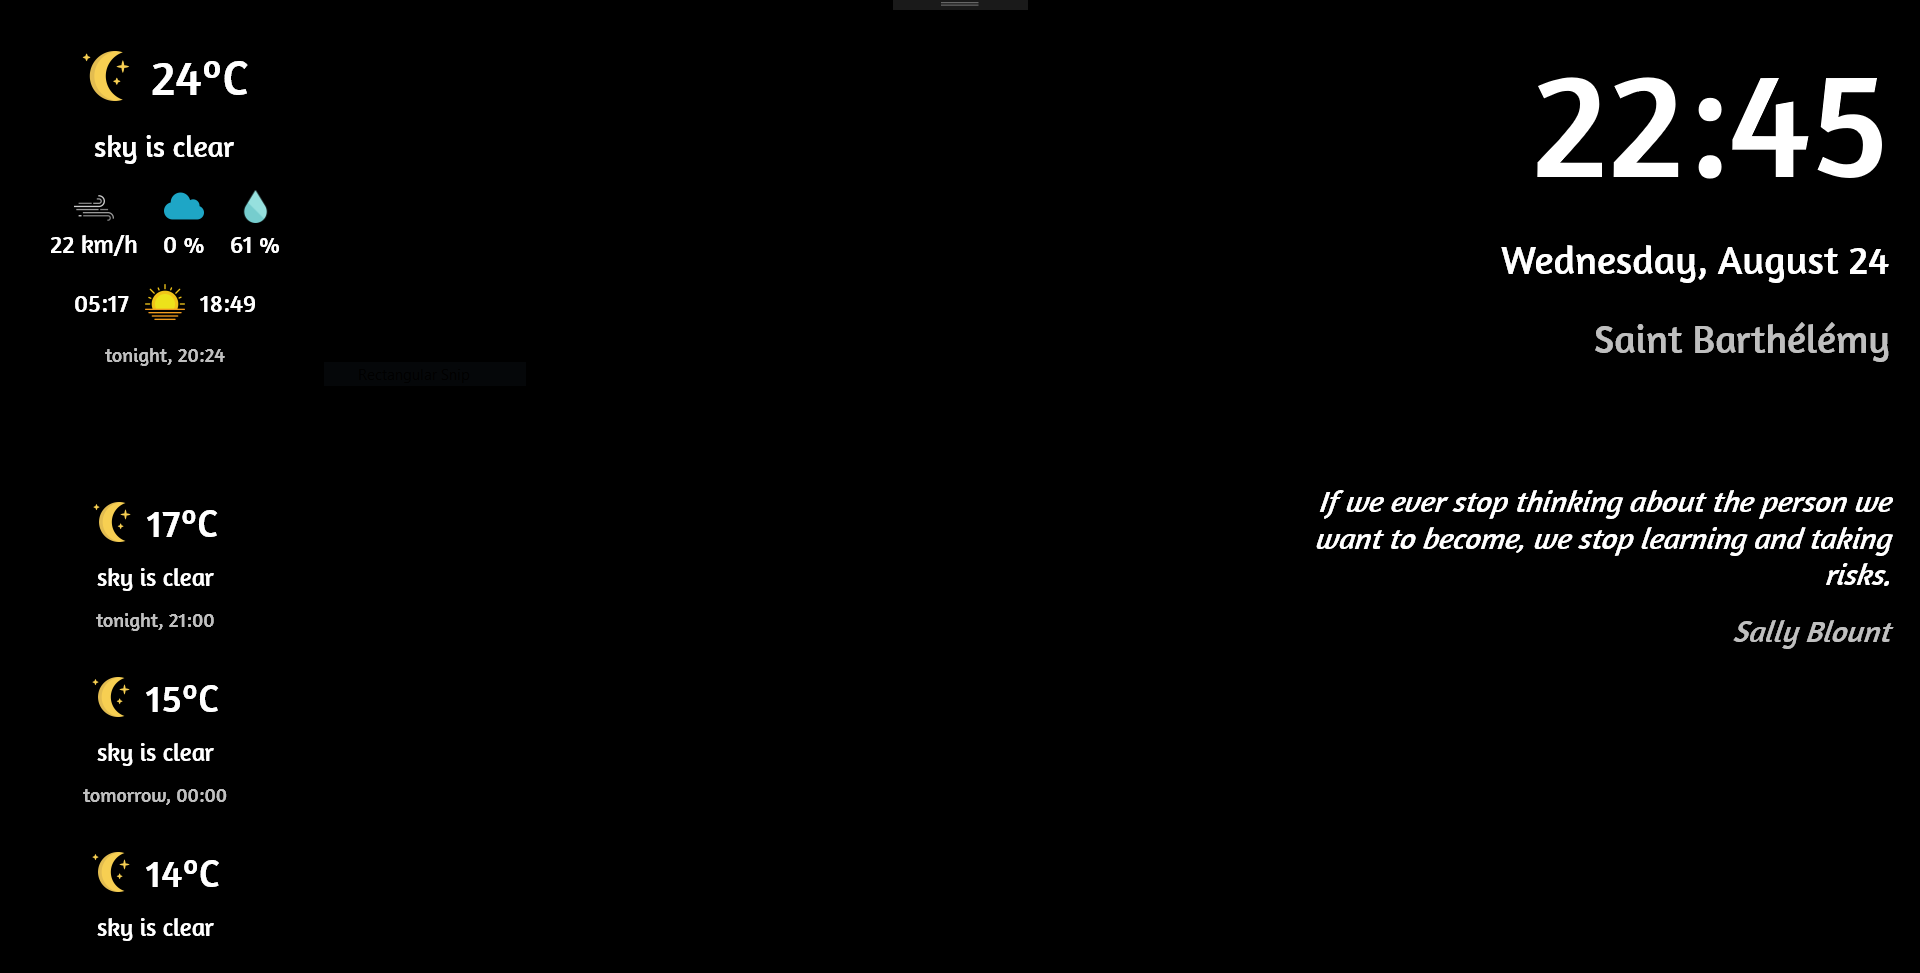 24°C
sky is clear
22 km/h 0 % 61 %
05:17 18:49
tonight, 20:24
Rectangular Snip
17°C
sky is clear
tonight, 21:00
15°C
sky is clear
tomorrow, 00:00
14°C
sky is clear
22:45
Wednesday, August 24
Saint Barthélémy
If we ever stop thinking about the person we
want to become, we stop learning and taking
risks.
Sally Blount